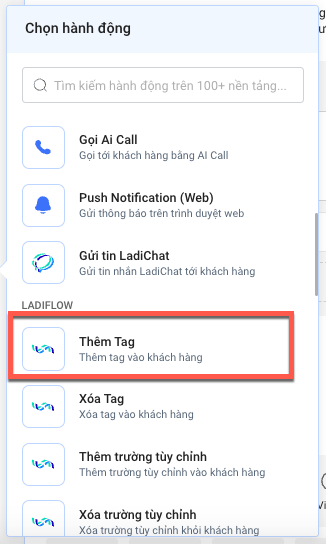 Chọn hành động
Tìm kiếm hành động trên 100+ nền tảng...
Gọi Ai Call
Gọi tới khách hàng bằng AI Call
Push Notification (Web)
Gửi thông báo trên trình duyệt web
Gửi tin LadiChat
Gửi tin nhắn LadiChat tới khách hàng
LADIFLOW
Thêm Tag
Thêm tag vào khách hàng
Xóa Tag
Xóa tag vào khách hàng
Thêm trường tùy chỉnh
Thêm trường tùy chỉnh vào khách hàng
Xóa trường tùy chỉnh
Xóa trường tùy chỉnh khỏi khách hàng